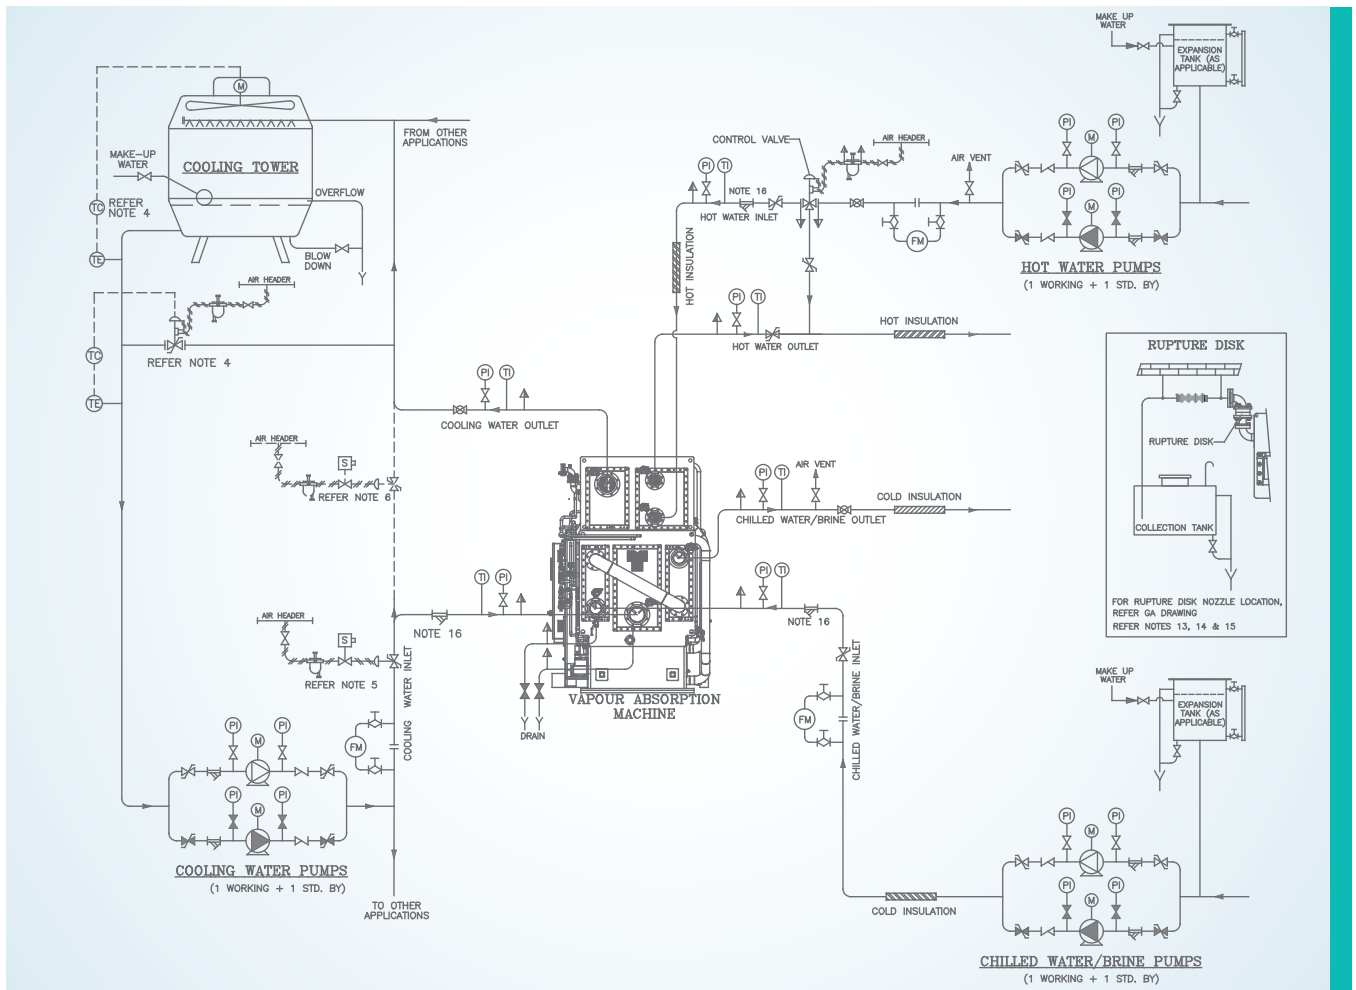 MAKE UP
WATER
EXPANSION
TANK (AS
APPLICABLE)
M
FROM OTHER
APPLICATIONS
MAKE-UP
WATER
COOLING TOWER
OVERFLOW
TC
REFER
NOTE 4
TE
BLOW
DOWN
AIR HEADER
TC
REFER NOTE 4
TE
CONTROL VALVE
AIR HEADER
AIR VENT
PI
TI
NOTE 16
HOT WATER INLET
FM
HOT INSULATION
PI
M
PI
PI
M
PI
HOT WATER PUMPS
(1 WORKING + 1 STD. BY)
PI
TI
HOT WATER OUTLET
HOT INSULATION
RUPTURE DISK
RUPTURE DISK
COLLECTION TANK
FOR RUPTURE DISK NOZZLE LOCATION,
REFER GA DRAWING
REFER NOTES 13, 14 & 15
PI
TI
COOLING WATER OUTLET
AIR HEADER
S
REFER NOTE 6
PI
TI
AIR VENT
CHILLED WATER/BRINE OUTLET
COLD INSULATION
TI
PI
NOTE 16
PI
TI
NOTE 16
AIR HEADER
S
REFER NOTE 5
COOLING WATER INLET
FM
DRAIN
VAPOUR ABSORPTION
MACHINE
CHILLED WATER/BRINE INLET
FM
MAKE UP
WATER
EXPANSION
TANK (AS
APPLICABLE)
PI
M
PI
PI
M
PI
COOLING WATER PUMPS
(1 WORKING + 1 STD. BY)
TO OTHER
APPLICATIONS
COLD INSULATION
PI
M
PI
PI
M
PI
CHILLED WATER/BRINE PUMPS
(1 WORKING + 1 STD. BY)